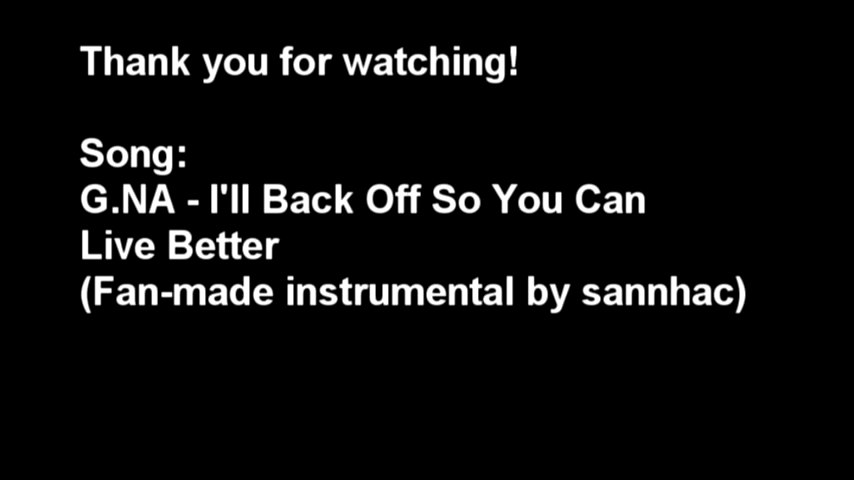 Thank you for watching!
Song:
G.NA - I'll Back Off So You Can
Live Better
(Fan-made instrumental by sannhac)